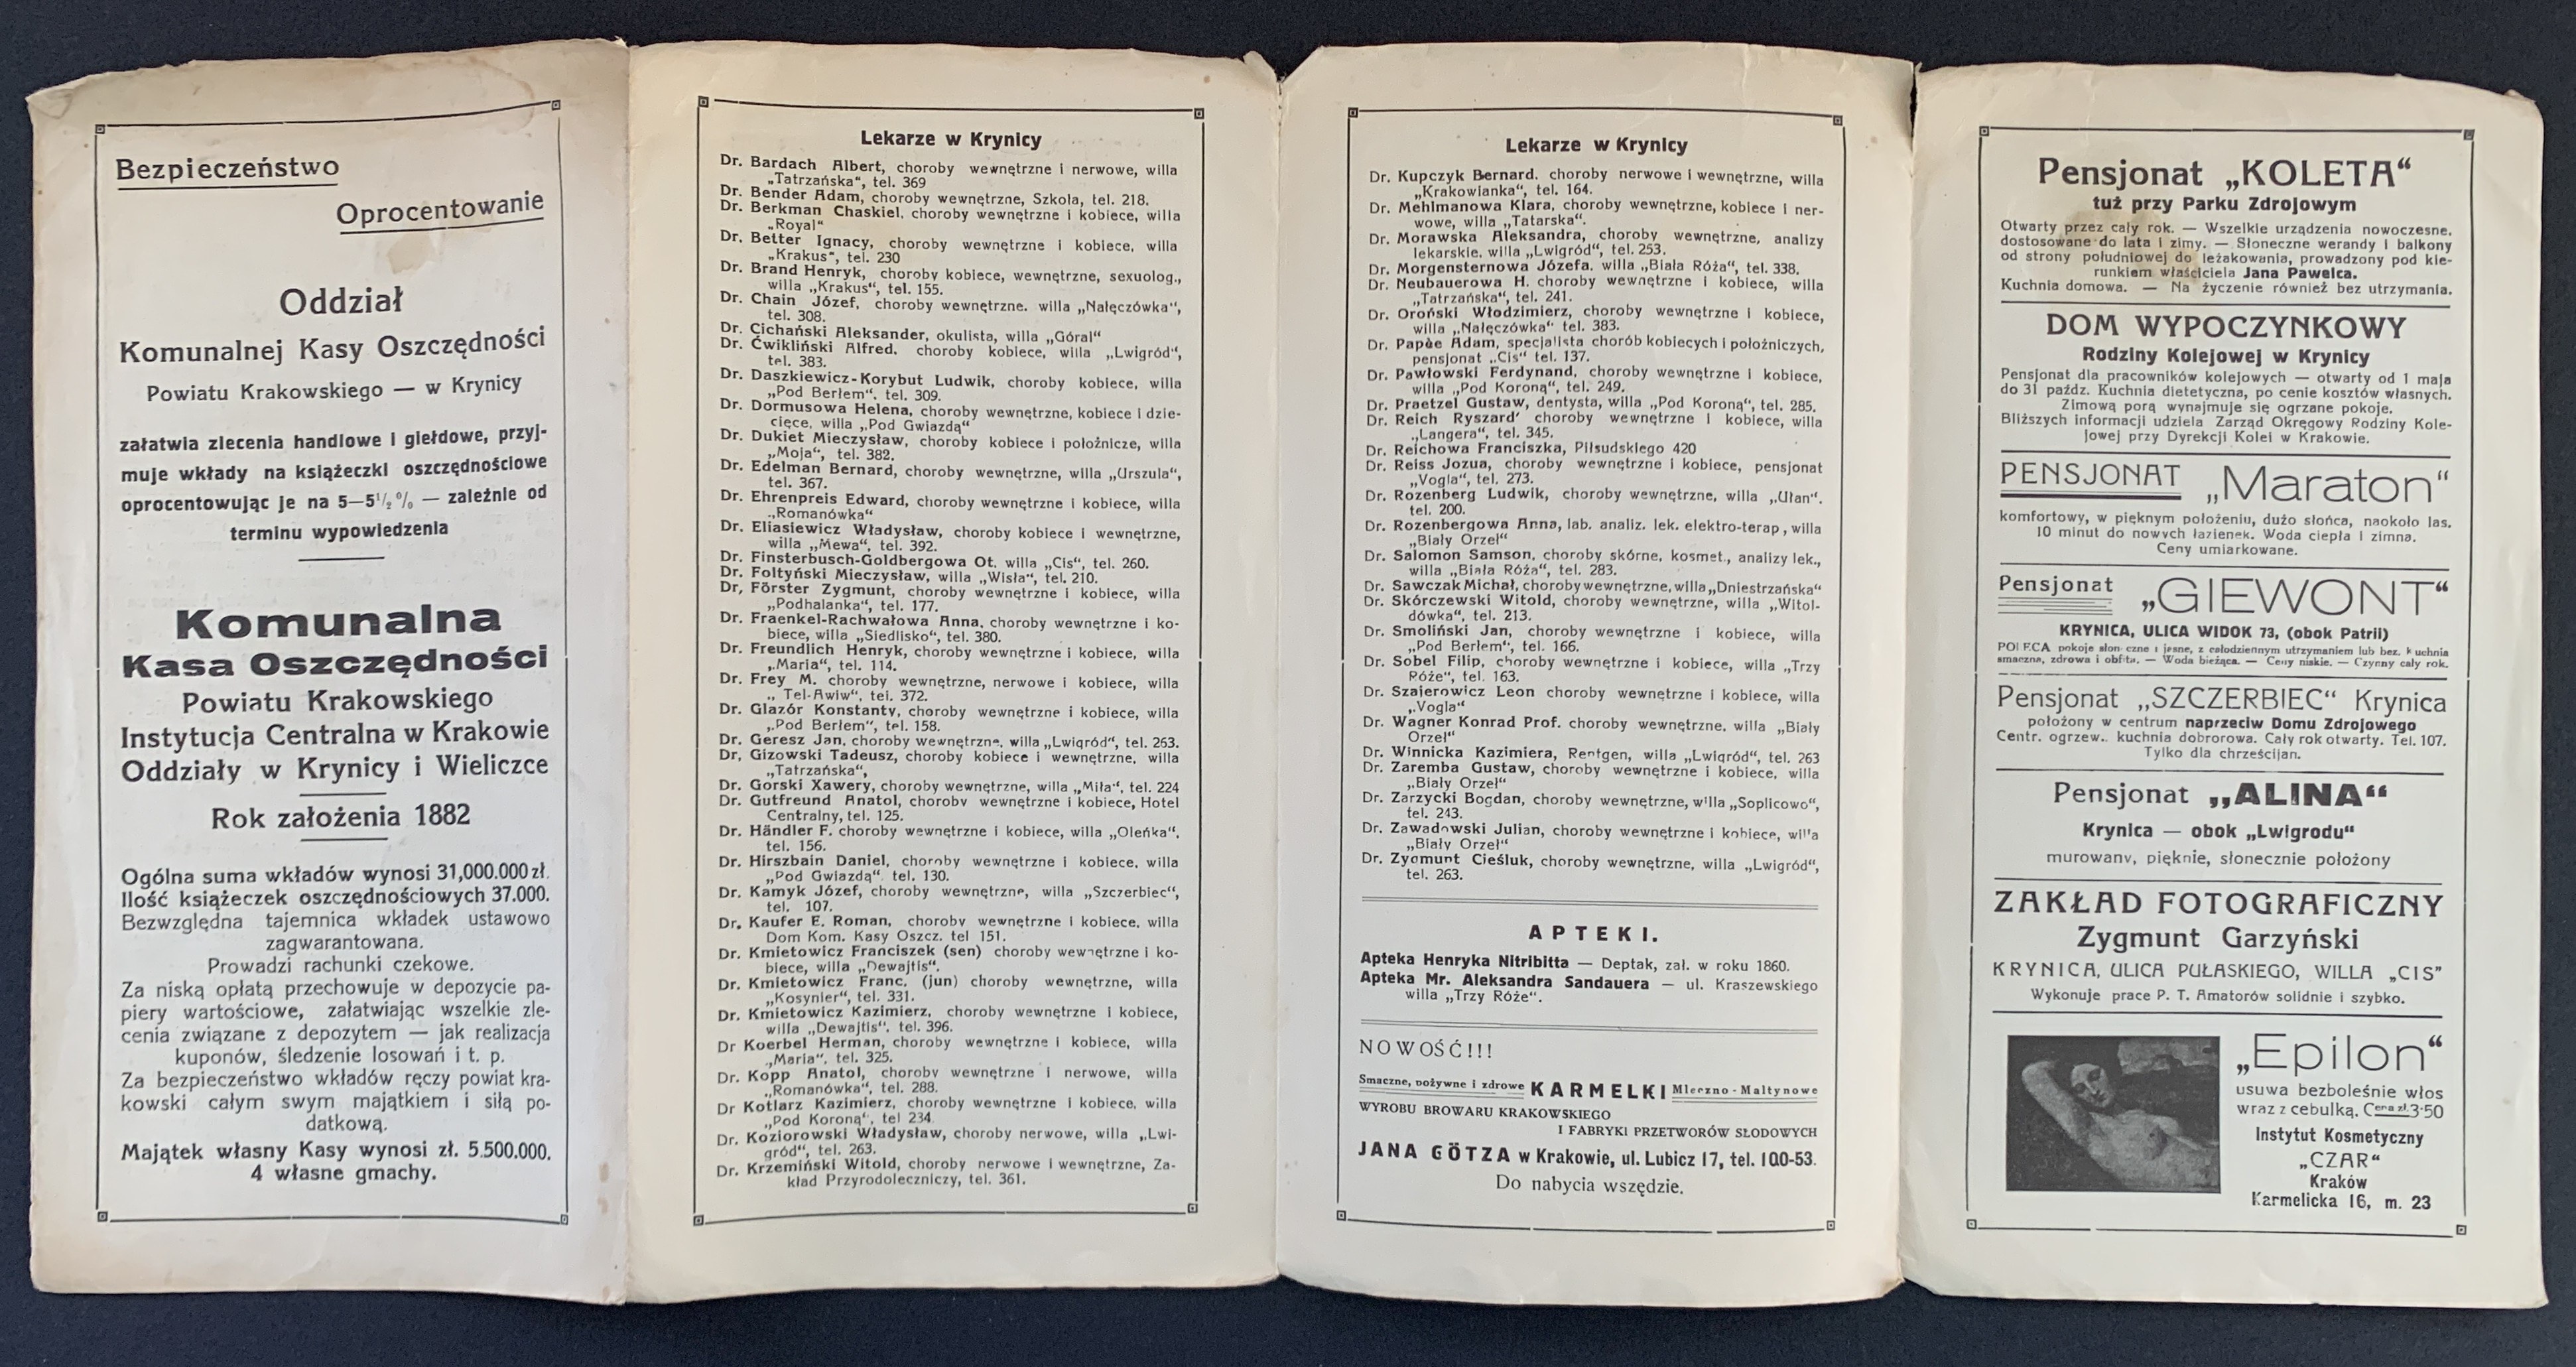 Bezpieczeństwo
Oprocentowanie
Oddział
Komunalnej Kasy Oszczędności
Powiatu Krakowskiego — w Krynicy
załatwia zlecenia handlowe i giełdowe, przyj-
muje wkłady na książeczki oszczędnościowe
oprocentowując je na 5—5½% — zależnie od
terminu wypowiedzenia
Komunalna
Kasa Oszczędności
Powiatu Krakowskiego
Instytucja Centralna w Krakowie
Oddziały w Krynicy i Wieliczce
Rok założenia 1882
Ogólna suma wkładów wynosi 31,000.000 zł.
Ilość książeczek oszczędnościowych 37.000.
Bezwzględna tajemnica wkładek ustawowo
zagwarantowana.
Prowadzi rachunki czekowe.
Za niską opłatą przechowuje w depozycie pa-
piery wartościowe, załatwiając wszelkie zle-
cenia związane z depozytem — jak realizacja
kuponów, śledzenie losowań i t. p.
Za bezpieczeństwo wkładów ręczy powiat kra-
kowski całym swym majątkiem i siłą po-
datkową.
Majątek własny Kasy wynosi zł. 5.500.000.
4 własne gmachy.
Lekarze w Krynicy
Dr. Bardach Albert, choroby wewnętrzne i nerwowe, willa
„Tatrzańska“, tel. 369
Dr. Bender Adam, choroby wewnętrzne, Szkoła, tel. 218.
Dr. Berkman Chaskiel, choroby wewnętrzne i kobiece, willa
„Royal“
Dr. Better Ignacy, choroby wewnętrzne i kobiece, willa
„Krakus“, tel. 230
Dr. Brand Henryk, choroby kobiece, wewnętrzne, sexuolog.,
willa „Krakus“, tel. 155.
Dr. Chain Józef, choroby wewnętrzne. willa „Nałęczówka“,
tel. 308.
Dr. Cichański Aleksander, okulista, willa „Góral“
Dr. Ćwikliński Alfred. choroby kobiece, willa „Lwigród“,
tel. 383.
Dr. Daszkiewicz-Korybut Ludwik, choroby kobiece, willa
„Pod Berłem“. tel. 309.
Dr. Dormusowa Helena, choroby wewnętrzne, kobiece i dzie-
cięce, willa „Pod Gwiazdą“
Dr. Dukiet Mieczysław, choroby kobiece i położnicze, willa
„Moja“, tel. 382.
Dr. Edelman Bernard, choroby wewnętrzne, willa „Urszula“,
tel. 367.
Dr. Ehrenpreis Edward, choroby wewnętrzne i kobiece, willa
„Romanówka“
Dr. Eliasiewicz Władysław, choroby kobiece i wewnętrzne,
willa „Mewa“, tel. 392.
Dr. Finsterbusch-Goldbergowa Ot. willa „Cis“, tel. 260.
Dr. Foltyński Mieczysław, willa „Wisła“, tel. 210.
Dr, Förster Zygmunt, choroby wewnętrzne i kobiece, willa
„Podhalanka“, tel. 177.
Dr. Fraenkel-Rachwałowa Anna, choroby wewnętrzne i ko-
biece, willa „Siedlisko“, tel. 380.
Dr. Freundlich Henryk, choroby wewnętrzne i kobiece, willa
„Maria“, tel. 114.
Dr. Frey M. choroby wewnętrzne, nerwowe i kobiece, willa
„Tel-Awiw“. tel. 372.
Dr. Glazór Konstanty, choroby wewnętrzne i kobiece, willa
„Pod Berłem“, tel. 158.
Dr. Geresz Jan, choroby wewnętrzne, willa „Lwigród“, tel. 263.
Dr, Gizowski Tadeusz, choroby kobiece i wewnętrzne, willa
„Tatrzańska“,
Dr. Gorski Xawery, choroby wewnętrzne, willa „Miła“, tel. 224
Dr. Gutfreund Anatol, choroby wewnętrzne i kobiece, Hotel
Centralny, tel. 125.
Dr. Händler F. choroby wewnętrzne i kobiece, willa „Oleńka“.
tel. 156.
Dr. Hirszbain Daniel, choroby wewnętrzne i kobiece, willa
„Pod Gwiazdą“ tel. 130.
Dr. Kamyk Józef, choroby wewnętrzne, willa „Szczerbiec“,
tel. 107.
Dr. Kaufer E. Roman, choroby wewnętrzne i kobiece, willa
Dom Kom. Kasy Oszcz. tel 151.
Dr. Kmietowicz Franciszek (sen) choroby wewnętrzne i ko-
biece, willa „Dewajtis“.
Dr. Kmietowicz Franc. (jun) choroby wewnętrzne, willa
„Kosynier“, tel. 331.
Dr. Kmietowicz Kazimierz, choroby wewnętrzne i kobiece,
willa „Dewajtis“. tel. 396.
Dr Koerbel Herman, choroby wewnętrzne i kobiece, willa
„Maria“. tel. 325.
Dr. Kopp Anatol, choroby wewnętrzne i nerwowe, willa
„Romanówka“, tel. 288.
Dr Kotlarz Kazimierz, choroby wewnętrzne i kobiece, willa
„Pod Koroną“, tel 234.
Dr. Koziorowski Władysław, choroby nerwowe, willa „Lwi-
gród“, tel. 263.
Dr. Krzemiński Witold, choroby nerwowe i wewnętrzne, Za-
kład Przyrodoleczniczy, tel. 361.
Lekarze w Krynicy
Dr. Kupczyk Bernard. choroby nerwowe i wewnętrzne, willa
„Krakowianka“, tel. 164.
Dr. Mehlmanowa Klara, choroby wewnętrzne, kobiece i ner-
wowe, willa „Tatarska“.
Dr. Morawska Aleksandra, choroby wewnętrzne, analizy
lekarskie, willa „Lwigród“, tel. 253.
Dr. Morgensternowa Józefa. willa „Biała Róża“, tel. 338.
Dr. Neubauerowa H. choroby wewnętrzne i kobiece, willa
„Tatrzańska“, tel. 241.
Dr. Oroński Włodzimierz, choroby wewnętrzne i kobiece,
willa „Nałęczówka“ tel. 383.
Dr. Papèe Adam, specjalista chorób kobiecych i położniczych,
pensjonat „Cis“ tel. 137.
Dr. Pawłowski Ferdynand, choroby wewnętrzne i kobiece,
willa „Pod Koroną“, tel. 249.
Dr. Praetzel Gustaw, dentysta, willa „Pod Koroną“, tel. 285.
Dr. Reich Ryszard’ choroby wewnętrzne i kobiece, willa
„Langera“, tel. 345.
Dr. Reichowa Franciszka, Piłsudskiego 420
Dr. Reiss Jozua, choroby wewnętrzne i kobiece, pensjonat
„Vogla“, tel. 273.
Dr. Rozenberg Ludwik, choroby wewnętrzne, willa „Ułan“.
tel. 200.
Dr. Rozenbergowa Anna, lab. analiz. lek. elektro-terap, willa
„Biały Orzeł“
Dr. Salomon Samson, choroby skórne, kosmet., analizy lek.,
willa „Biała Róża“, tel. 283.
Dr. Sawczak Michał, choroby wewnętrzne, willa „Dniestrzańska“
Dr. Skórczewski Witold, choroby wewnętrzne, willa „Witol-
dówka“, tel. 213.
Dr. Smoliński Jan, choroby wewnętrzne i kobiece, willa
„Pod Berłem“, tel. 166.
Dr. Sobel Filip, choroby wewnętrzne i kobiece, willa „Trzy
Róże“, tel. 163.
Dr. Szajerowicz Leon choroby wewnętrzne i kobiece, willa
„Vogla“
Dr. Wagner Konrad Prof. choroby wewnętrzne. willa „Biały
Orzeł“
Dr. Winnicka Kazimiera, Rentgen, willa „Lwigród“, tel. 263
Dr. Zaremba Gustaw, choroby wewnętrzne i kobiece, willa
„Biały Orzeł“
Dr. Zarzycki Bogdan, choroby wewnętrzne, willa „Soplicowo“,
tel. 243.
Dr. Zawadowski Julian, choroby wewnętrzne i kobiece, willa
„Biały Orzeł“
Dr. Zygmunt Cieśluk, choroby wewnętrzne, willa „Lwigród“,
tel. 263.
APTEKI.
Apteka Henryka Nitribitta — Deptak, zał. w roku 1860.
Apteka Mr. Aleksandra Sandauera — ul. Kraszewskiego
willa „Trzy Róże“.
NOWOŚĆ!!!
Smaczne, pożywne i zdrowe KARMELKI Mleczno-Maltynowe
WYROBU BROWARU KRAKOWSKIEGO
I FABRYKI PRZETWORÓW SŁODOWYCH
JANA GÖTZA w Krakowie, ul. Lubicz 17, tel. 100-53.
Do nabycia wszędzie.
Pensjonat „KOLETA“
tuż przy Parku Zdrojowym
Otwarty przez cały rok. — Wszelkie urządzenia nowoczesne.
dostosowane do lata i zimy. — Słoneczne werandy i balkony
od strony południowej do leżakowania, prowadzony pod kie-
runkiem właściciela Jana Pawelca.
Kuchnia domowa. — Na życzenie również bez utrzymania.
DOM WYPOCZYNKOWY
Rodziny Kolejowej w Krynicy
Pensjonat dla pracowników kolejowych — otwarty od 1 maja
do 31 paźdz. Kuchnia dietetyczna, po cenie kosztów własnych.
Zimową porą wynajmuje się ogrzane pokoje.
Bliższych informacji udziela Zarząd Okręgowy Rodziny Kole-
jowej przy Dyrekcji Kolei w Krakowie.
PENSJONAT „Maraton“
komfortowy, w pięknym położeniu, dużo słońca, naokoło las.
10 minut do nowych łazienek. Woda ciepła i zimna.
Ceny umiarkowane.
Pensjonat „GIEWONT“
KRYNICA, ULICA WIDOK 73, (obok Patrii)
POLECA pokoje słoneczne i jasne, z całodziennym utrzymaniem lub bez. Kuchnia
smaczna, zdrowa i obfita. — Woda bieżąca. — Ceny niskie. — Czynny cały rok.
Pensjonat „SZCZERBIEC“ Krynica
położony w centrum naprzeciw Domu Zdrojowego
Centr. ogrzew.. kuchnia dobrorowa. Cały rok otwarty. Tel. 107.
Tylko dla chrześcijan.
Pensjonat „ALINA“
Krynica — obok „Lwigrodu“
murowany, pięknie, słonecznie położony
ZAKŁAD FOTOGRAFICZNY
Zygmunt Garzyński
KRYNICA, ULICA PUŁASKIEGO, WILLA „CIS”
Wykonuje prace P. T. Amatorów solidnie i szybko.
„Epilon“
usuwa bezboleśnie włos
wraz z cebulką. Cena zł. 3·50
Instytut Kosmetyczny
„CZAR“
Kraków
Karmelicka 16, m. 23